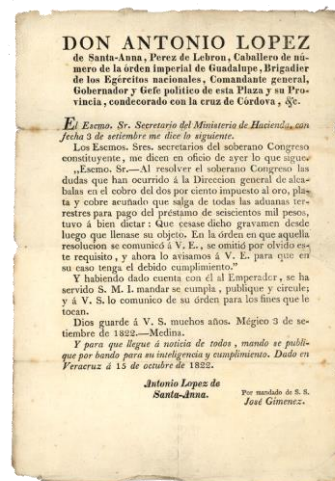 DON ANTONIO LOPEZ
de Santa-Anna, Perez de Lebron, Caballero de nú-
mero de la órden imperial de Guadalupe, Brigadier
de los Egércitos nacionales, Comandante general,
Gobernador y Gefe político de esta Plaza y su Pro-
vincia, condecorado con la cruz de Córdova, &c.
El Escmo. Sr. Secretario del Ministerio de Hacienda, con
fecha 3 de setiembre me dice lo siguiente.
Los Escmos. Sres. secretarios del soberano Congreso
constituyente, me dicen en oficio de ayer lo que sigue.
„Escmo. Sr.—Al resolver el soberano Congreso las
dudas que han ocurrido á la Direccion general de alca-
balas en el cobro del dos por ciento impuesto al oro, pla-
ta y cobre acuñado que salga de todas las aduanas ter-
restres para pago del préstamo de seiscientos mil pesos,
tuvo á bien dictar: Que cesase dicho gravamen desde
luego que llenase su objeto. En la órden en que aquella
resolucion se comunicó á V. E., se omitió por olvido es-
te requisito, y ahora lo avisamos á V. E. para que en
su caso tenga el debido cumplimiento.”
Y habiendo dado cuenta con él al Emperador, se ha
servido S. M. I. mandar se cumpla, publique y circule;
y á V. S. lo comunico de su órden para los fines que le
tocan.
Dios guarde á V. S. muchos años. Mégico 3 de se-
tiembre de 1822.—Medina.
Y para que llegue á noticia de todos, mando se publi-
que por bando para su inteligencia y cumplimiento. Dado en
Veracruz á 15 de octubre de 1822.
Antonio Lopez de
Santa-Anna.
Por mandado de S. S.
José Gimenez.